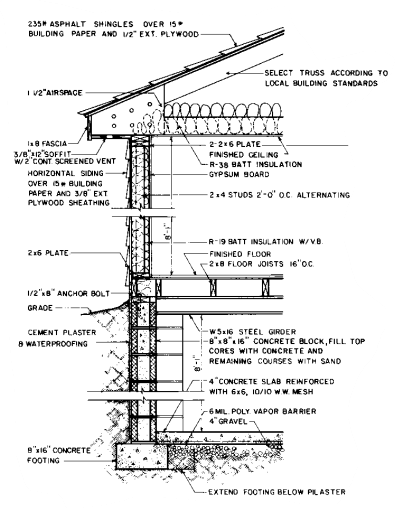 235# ASPHALT SHINGLES OVER 15#
BUILDING PAPER AND 1/2" EXT. PLYWOOD
SELECT TRUSS ACCORDING TO
LOCAL BUILDING STANDARDS
1 1/2" AIRSPACE
1x8 FASCIA
3/8"X12"SOFFIT
W/2" CONT. SCREENED VENT
HORIZONTAL SIDING
OVER 15# BUILDING
PAPER AND 3/8" EXT.
PLYWOOD SHEATHING
2-2x6 PLATE
FINISHED CEILING
R-38 BATT INSULATION
GYPSUM BOARD
2x4 STUDS 2'-0" O.C. ALTERNATING
8'-1"
R-19 BATT INSULATION W/V.B.
FINISHED FLOOR
2x8 FLOOR JOISTS 16"O.C.
2x6 PLATE
1/2"x8" ANCHOR BOLT
GRADE
CEMENT PLASTER
& WATERPROOFING
W5x16 STEEL GIRDER
8"x8"x16" CONCRETE BLOCK, FILL TOP
CORES WITH CONCRETE AND
REMAINING COURSES WITH SAND
8'-1"
4" CONCRETE SLAB REINFORCED
WITH 6x6, 10/10 W.W. MESH
6 MIL. POLY. VAPOR BARRIER
4" GRAVEL
8"x16" CONCRETE
FOOTING
EXTEND FOOTING BELOW PILASTER